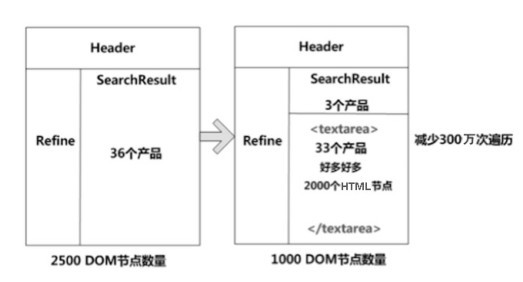 Header
SearchResult
Refine
36个产品
2500 DOM节点数量
Header
SearchResult
3个产品
Refine
<textarea>
33个产品
好多好多
2000个HTML节点
</textarea>
1000 DOM节点数量
减少300万次遍历